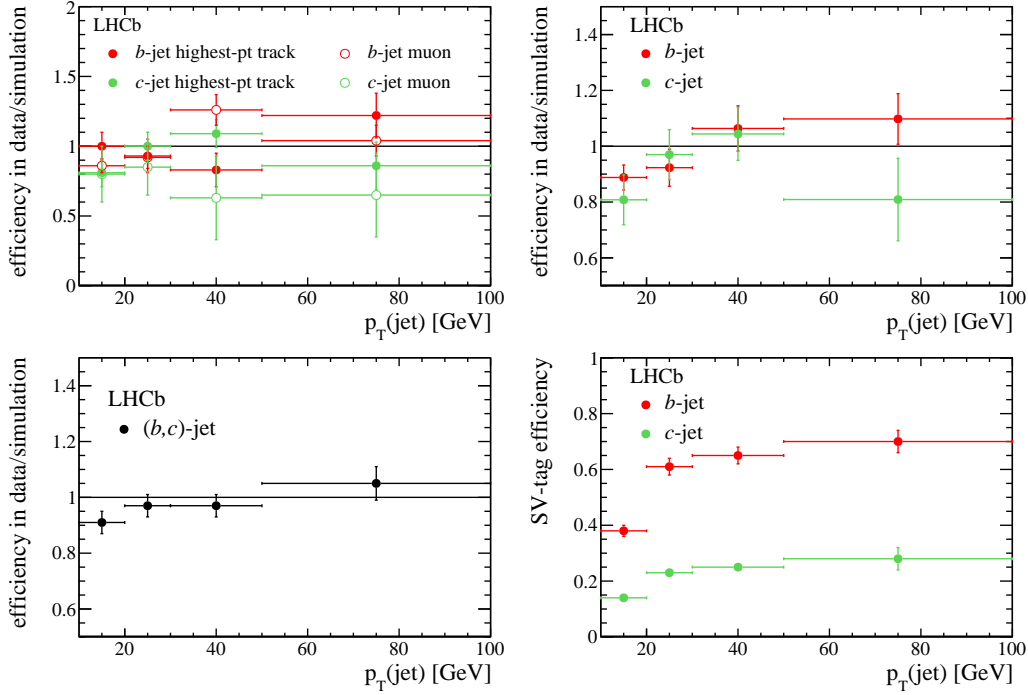 LHCb
b-jet highest-pt track
b-jet muon
c-jet highest-pt track
c-jet muon
efficiency in data/simulation
2
1.5
1
0.5
0
20 40 60 80 100
pT(jet) [GeV]
LHCb
b-jet
c-jet
efficiency in data/simulation
1.4
1.2
1
0.8
0.6
20 40 60 80 100
pT(jet) [GeV]
LHCb
(b,c)-jet
efficiency in data/simulation
1.4
1.2
1
0.8
0.6
20 40 60 80 100
pT(jet) [GeV]
LHCb
b-jet
c-jet
SV-tag efficiency
1
0.8
0.6
0.4
0.2
0
20 40 60 80 100
pT(jet) [GeV]